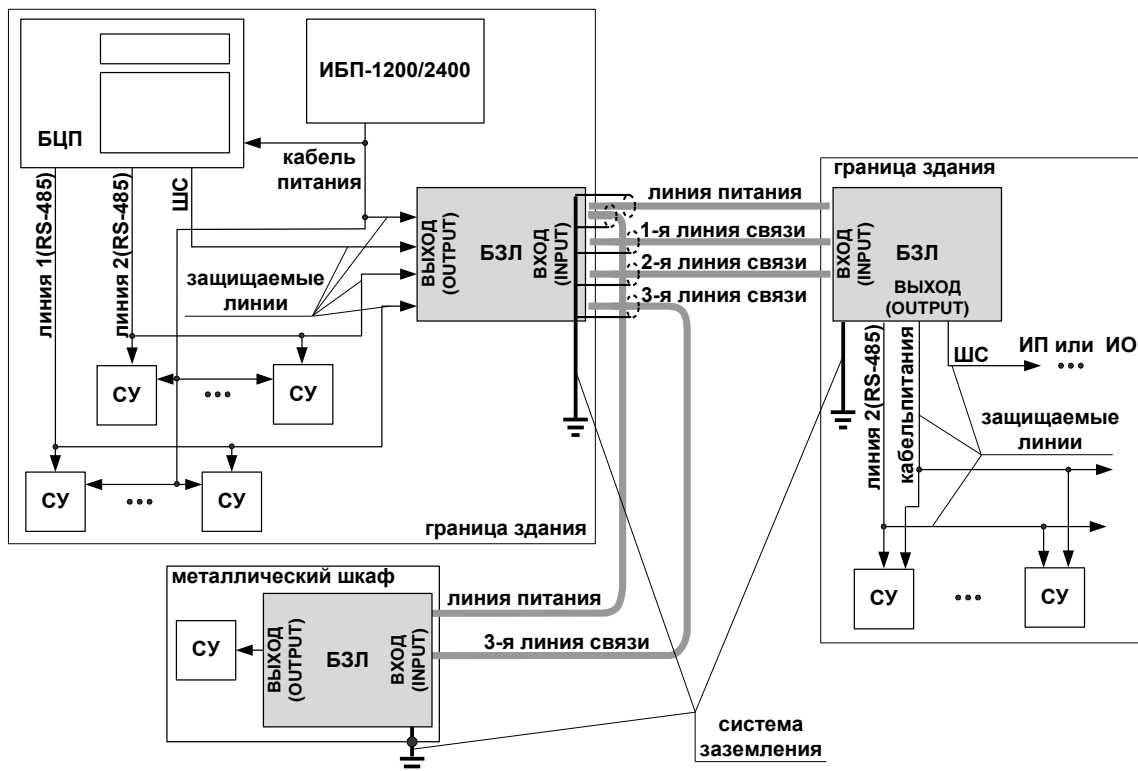 БЦП
ИБП-1200/2400
кабель
питания
линия 1(RS-485)
линия 2(RS-485)
ШС
защищаемые
линии
ВЫХОД
(OUTPUT)
БЗЛ
ВХОД
(INPUT)
СУ
СУ
СУ
СУ
граница здания
линия питания
1-я линия связи
2-я линия связи
3-я линия связи
граница здания
ВХОД
(INPUT)
БЗЛ
ВЫХОД
(OUTPUT)
линия 2(RS-485)
кабельпитания
ШС
ИП или ИО
защищаемые
линии
СУ
СУ
металлический шкаф
СУ
ВЫХОД
(OUTPUT)
БЗЛ
ВХОД
(INPUT)
линия питания
3-я линия связи
система
заземления